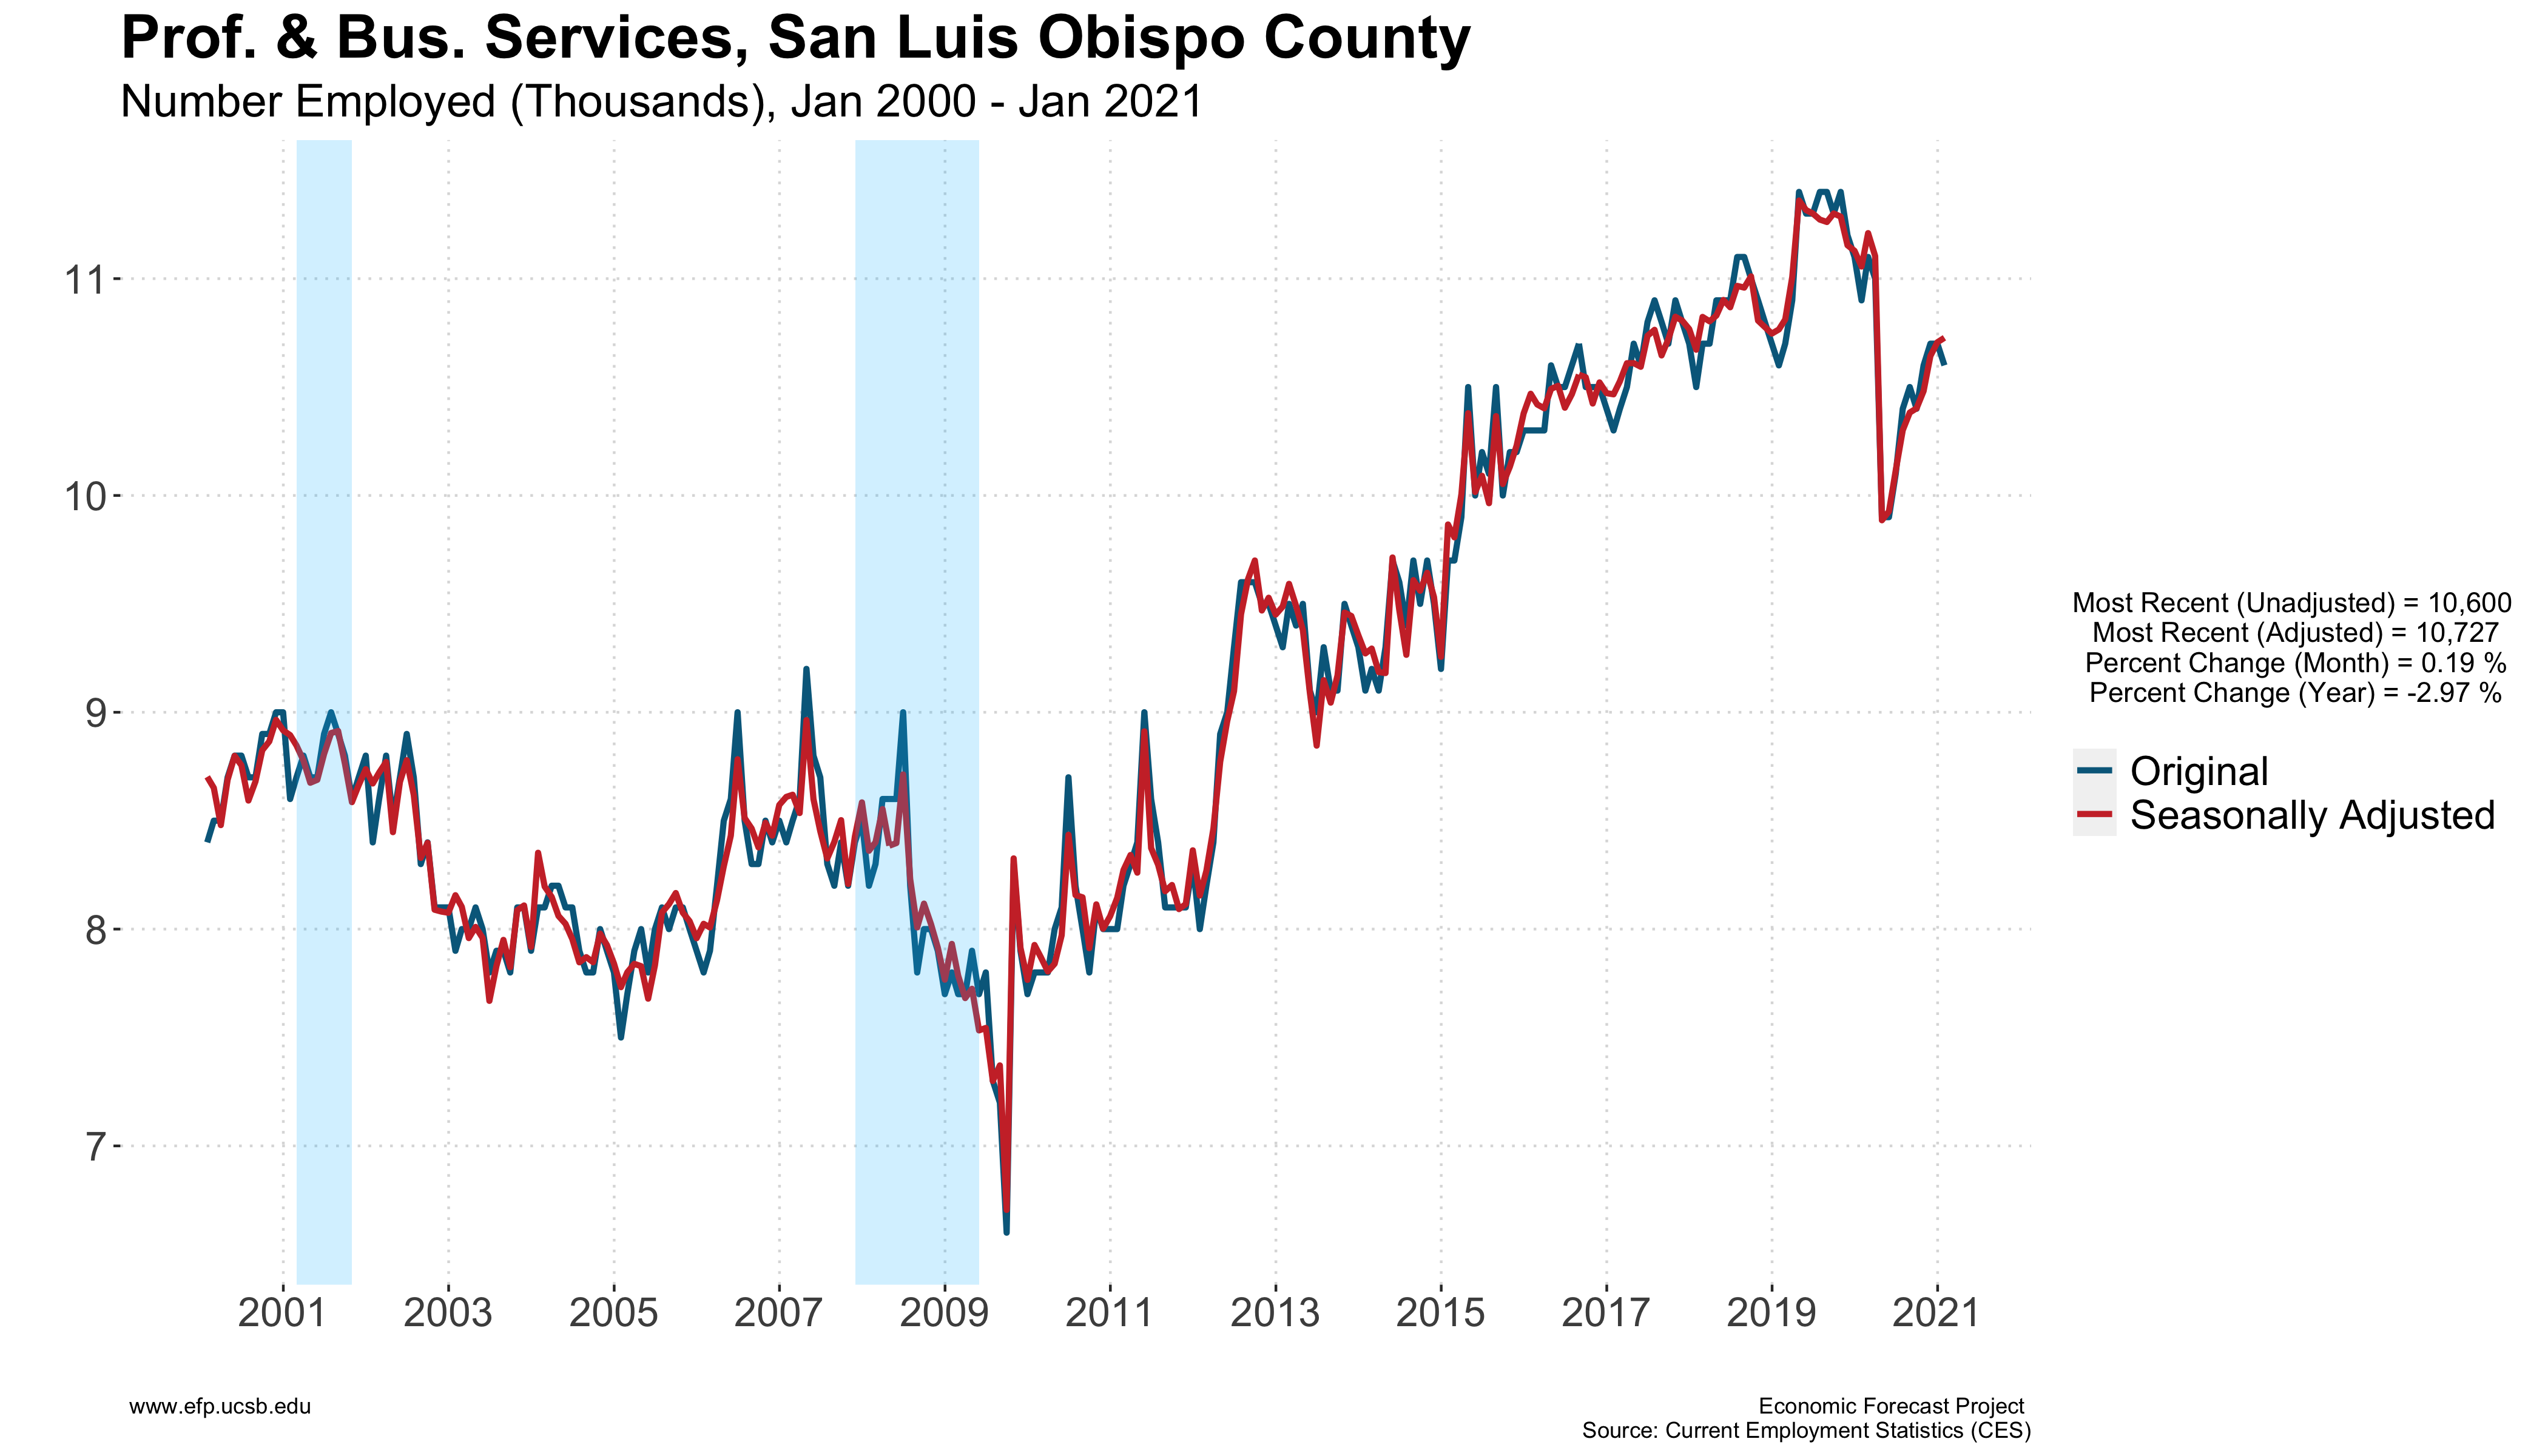 Prof. & Bus. Services, San Luis Obispo County
Number Employed (Thousands), Jan 2000 - Jan 2021
11
10
9
8
7
2001 2003 2005 2007 2009 2011 2013 2015 2017 2019 2021
Most Recent (Unadjusted) = 10,600
Most Recent (Adjusted) = 10,727
Percent Change (Month) = 0.19 %
Percent Change (Year) = -2.97 %
Original
Seasonally Adjusted
www.efp.ucsb.edu
Economic Forecast Project
Source: Current Employment Statistics (CES)